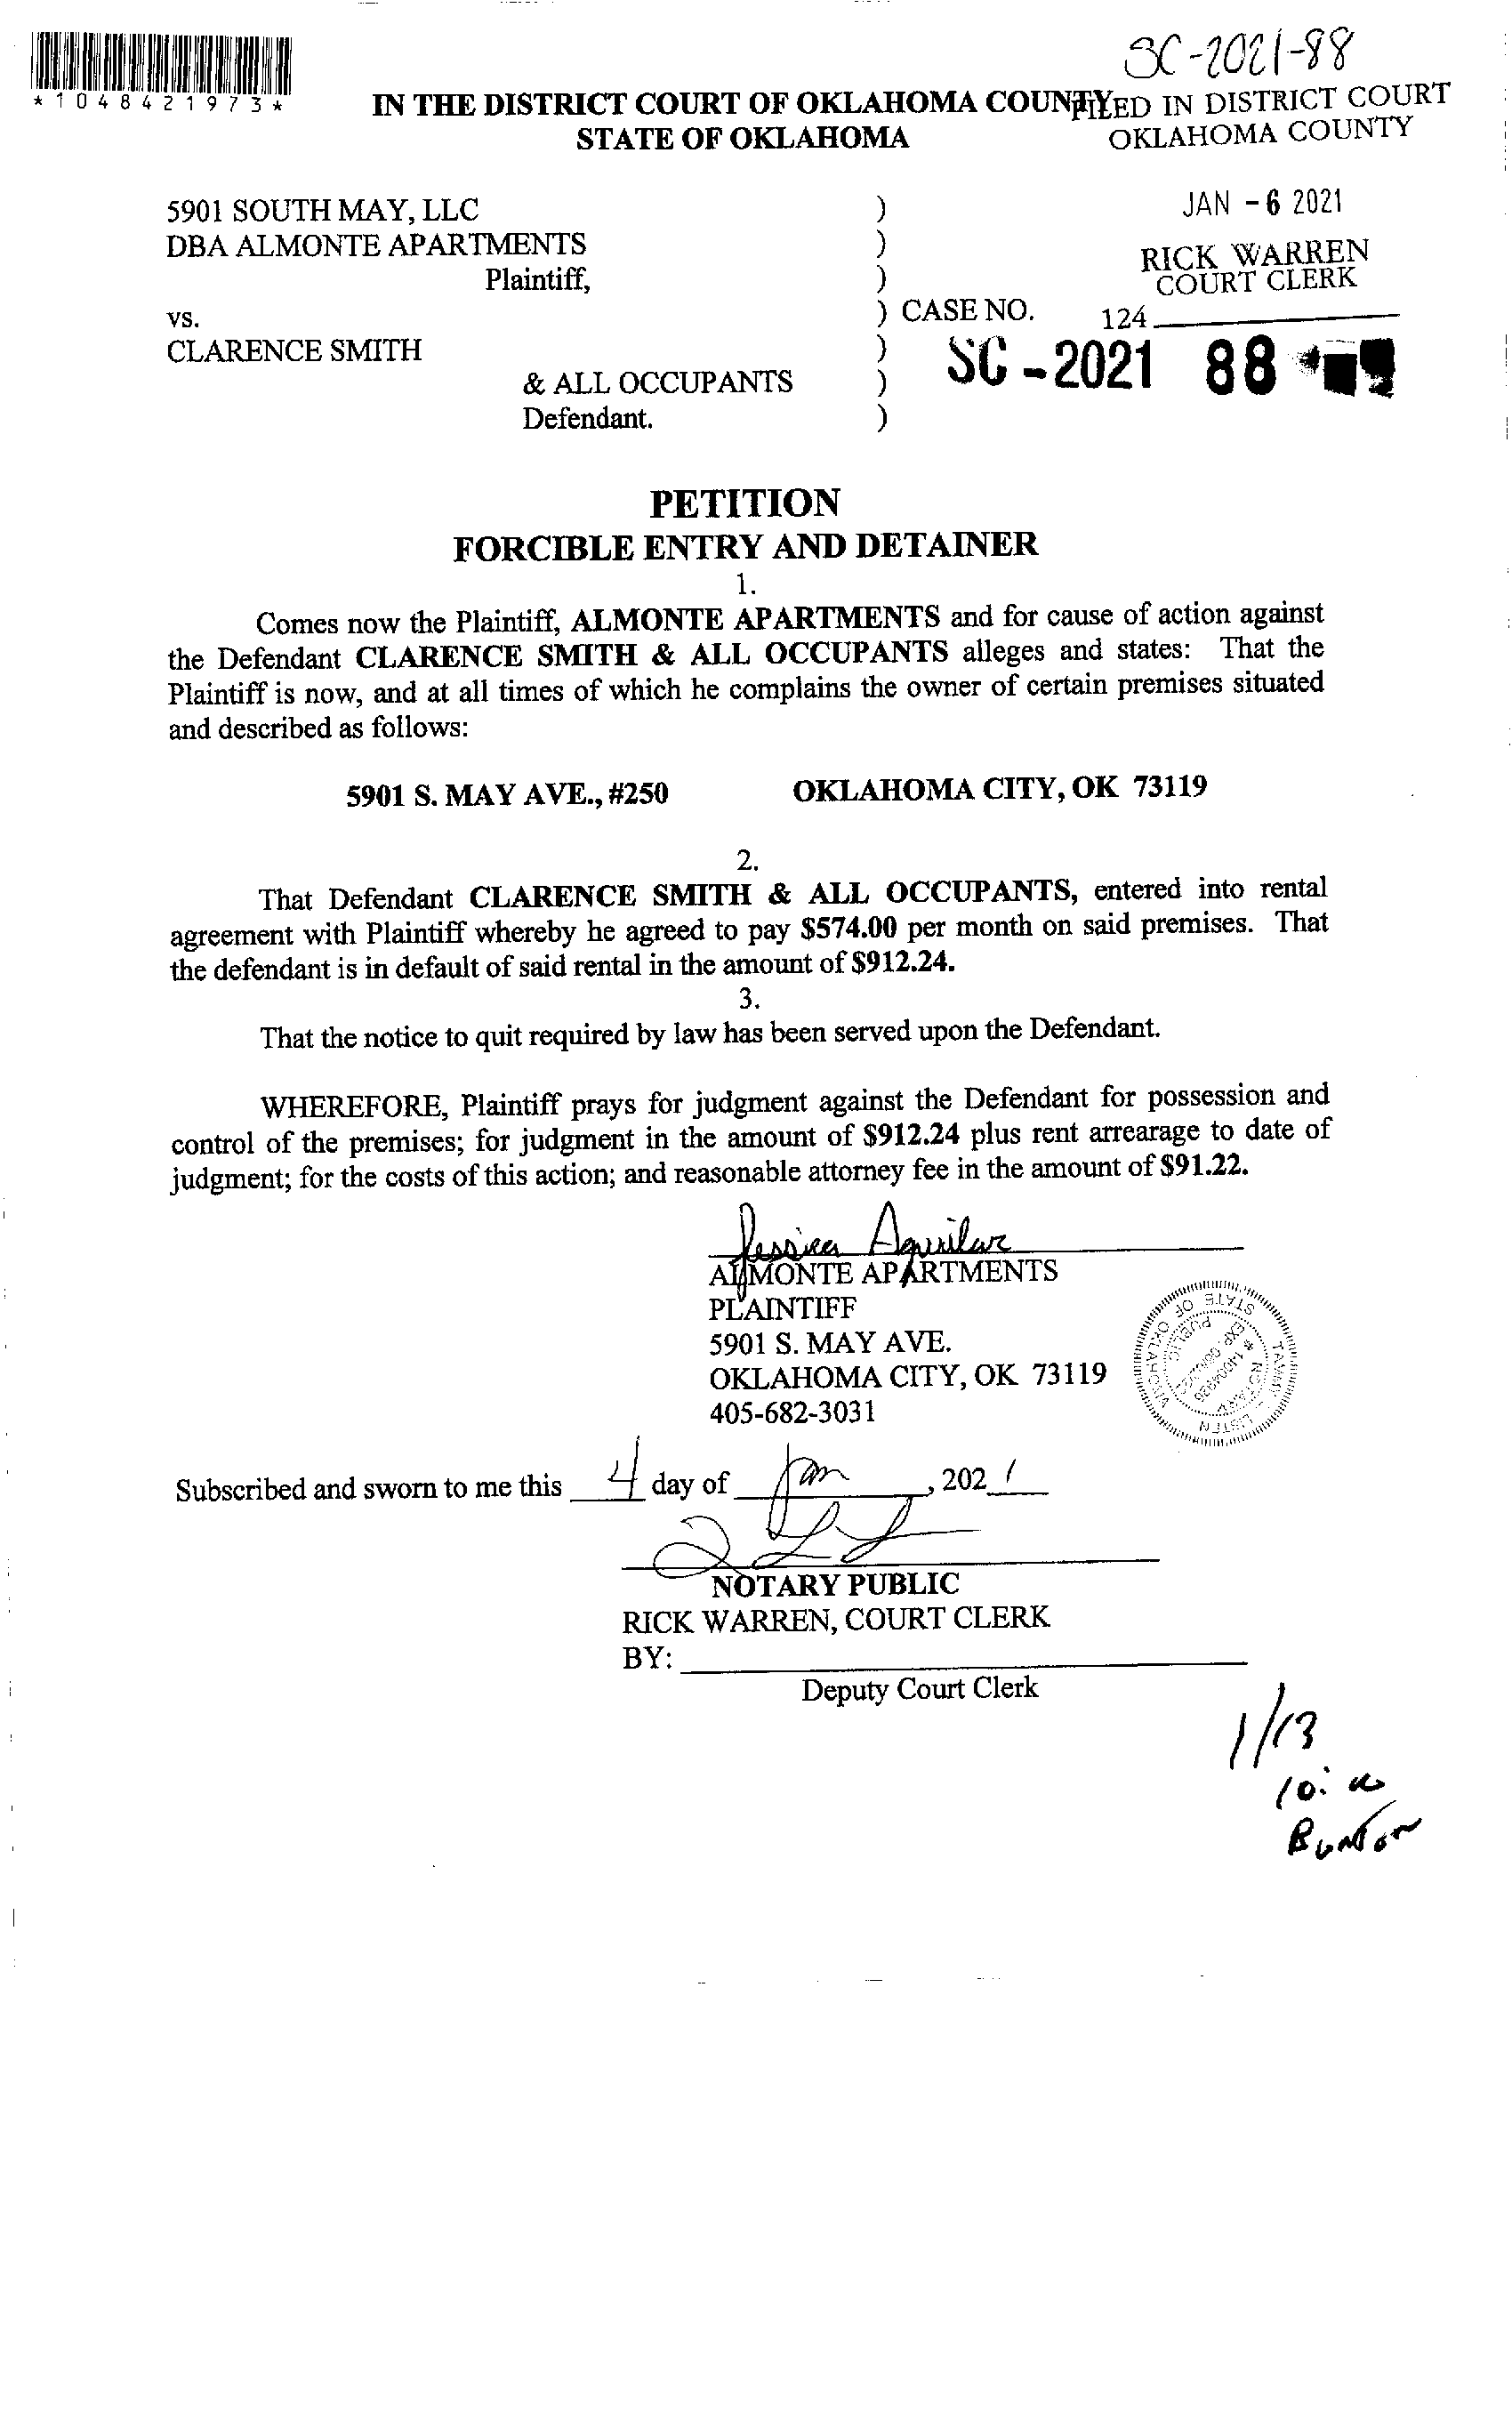 SC-2021-88
*1048421973*
IN THE DISTRICT COURT OF OKLAHOMA COUNTY
STATE OF OKLAHOMA
FILED IN DISTRICT COURT
OKLAHOMA COUNTY
JAN -6 2021
RICK WARREN
COURT CLERK
124
5901 SOUTH MAY, LLC )
DBA ALMONTE APARTMENTS )
Plaintiff, )
vs. ) CASE NO.
CLARENCE SMITH ) SC-2021 88
& ALL OCCUPANTS )
Defendant. )
PETITION
FORCIBLE ENTRY AND DETAINER
1.
Comes now the Plaintiff, ALMONTE APARTMENTS and for cause of action against
the Defendant CLARENCE SMITH & ALL OCCUPANTS alleges and states: That the
Plaintiff is now, and at all times of which he complains the owner of certain premises situated
and described as follows:
5901 S. MAY AVE., #250 OKLAHOMA CITY, OK 73119
2.
That Defendant CLARENCE SMITH & ALL OCCUPANTS, entered into rental
agreement with Plaintiff whereby he agreed to pay $574.00 per month on said premises. That
the defendant is in default of said rental in the amount of $912.24.
3.
That the notice to quit required by law has been served upon the Defendant.
WHEREFORE, Plaintiff prays for judgment against the Defendant for possession and
control of the premises; for judgment in the amount of $912.24 plus rent arrearage to date of
judgment; for the costs of this action; and reasonable attorney fee in the amount of $91.22.
Jessica Aguilar
ALMONTE APARTMENTS
PLAINTIFF
5901 S. MAY AVE.
OKLAHOMA CITY, OK 73119
405-682-3031
STATE OF OKLAHOMA
NOTARY PUBLIC
Subscribed and sworn to me this 4 day of Jan, 2021
NOTARY PUBLIC
RICK WARREN, COURT CLERK
BY:
Deputy Court Clerk
1/13